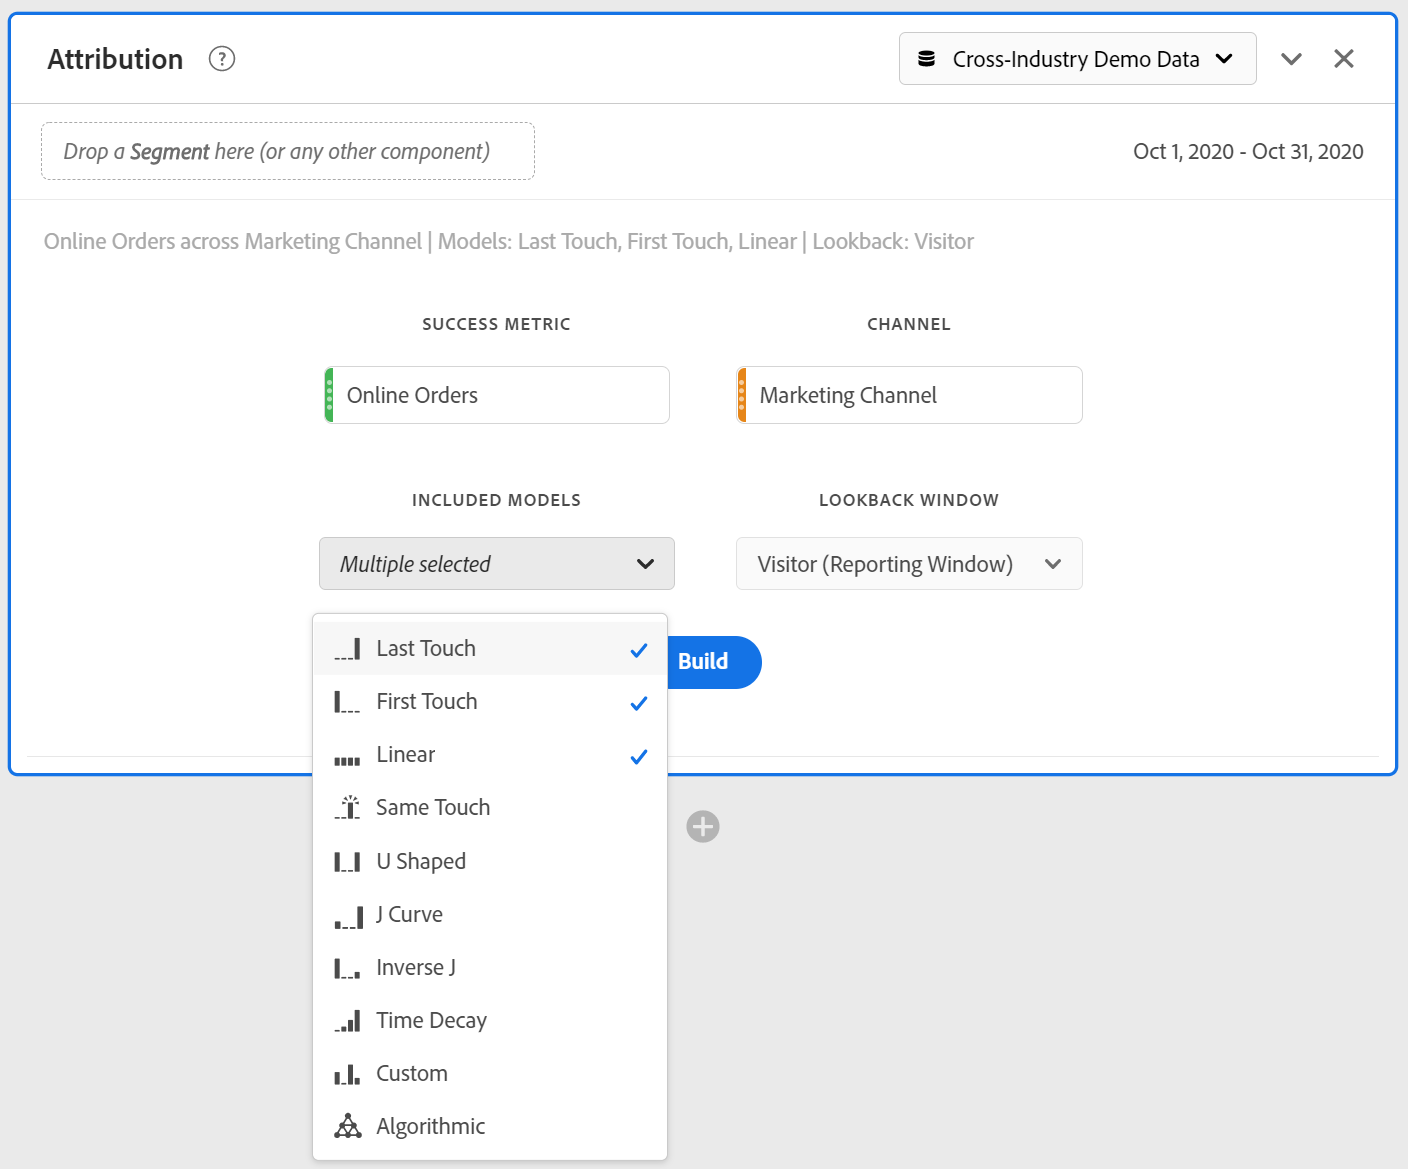 Attribution ?
Cross-Industry Demo Data
Drop a Segment here (or any other component)
Oct 1, 2020 - Oct 31, 2020
Online Orders across Marketing Channel | Models: Last Touch, First Touch, Linear | Lookback: Visitor
SUCCESS METRIC
CHANNEL
Online Orders
Marketing Channel
INCLUDED MODELS
LOOKBACK WINDOW
Multiple selected
Visitor (Reporting Window)
Build
Last Touch
First Touch
Linear
Same Touch
U Shaped
J Curve
Inverse J
Time Decay
Custom
Algorithmic